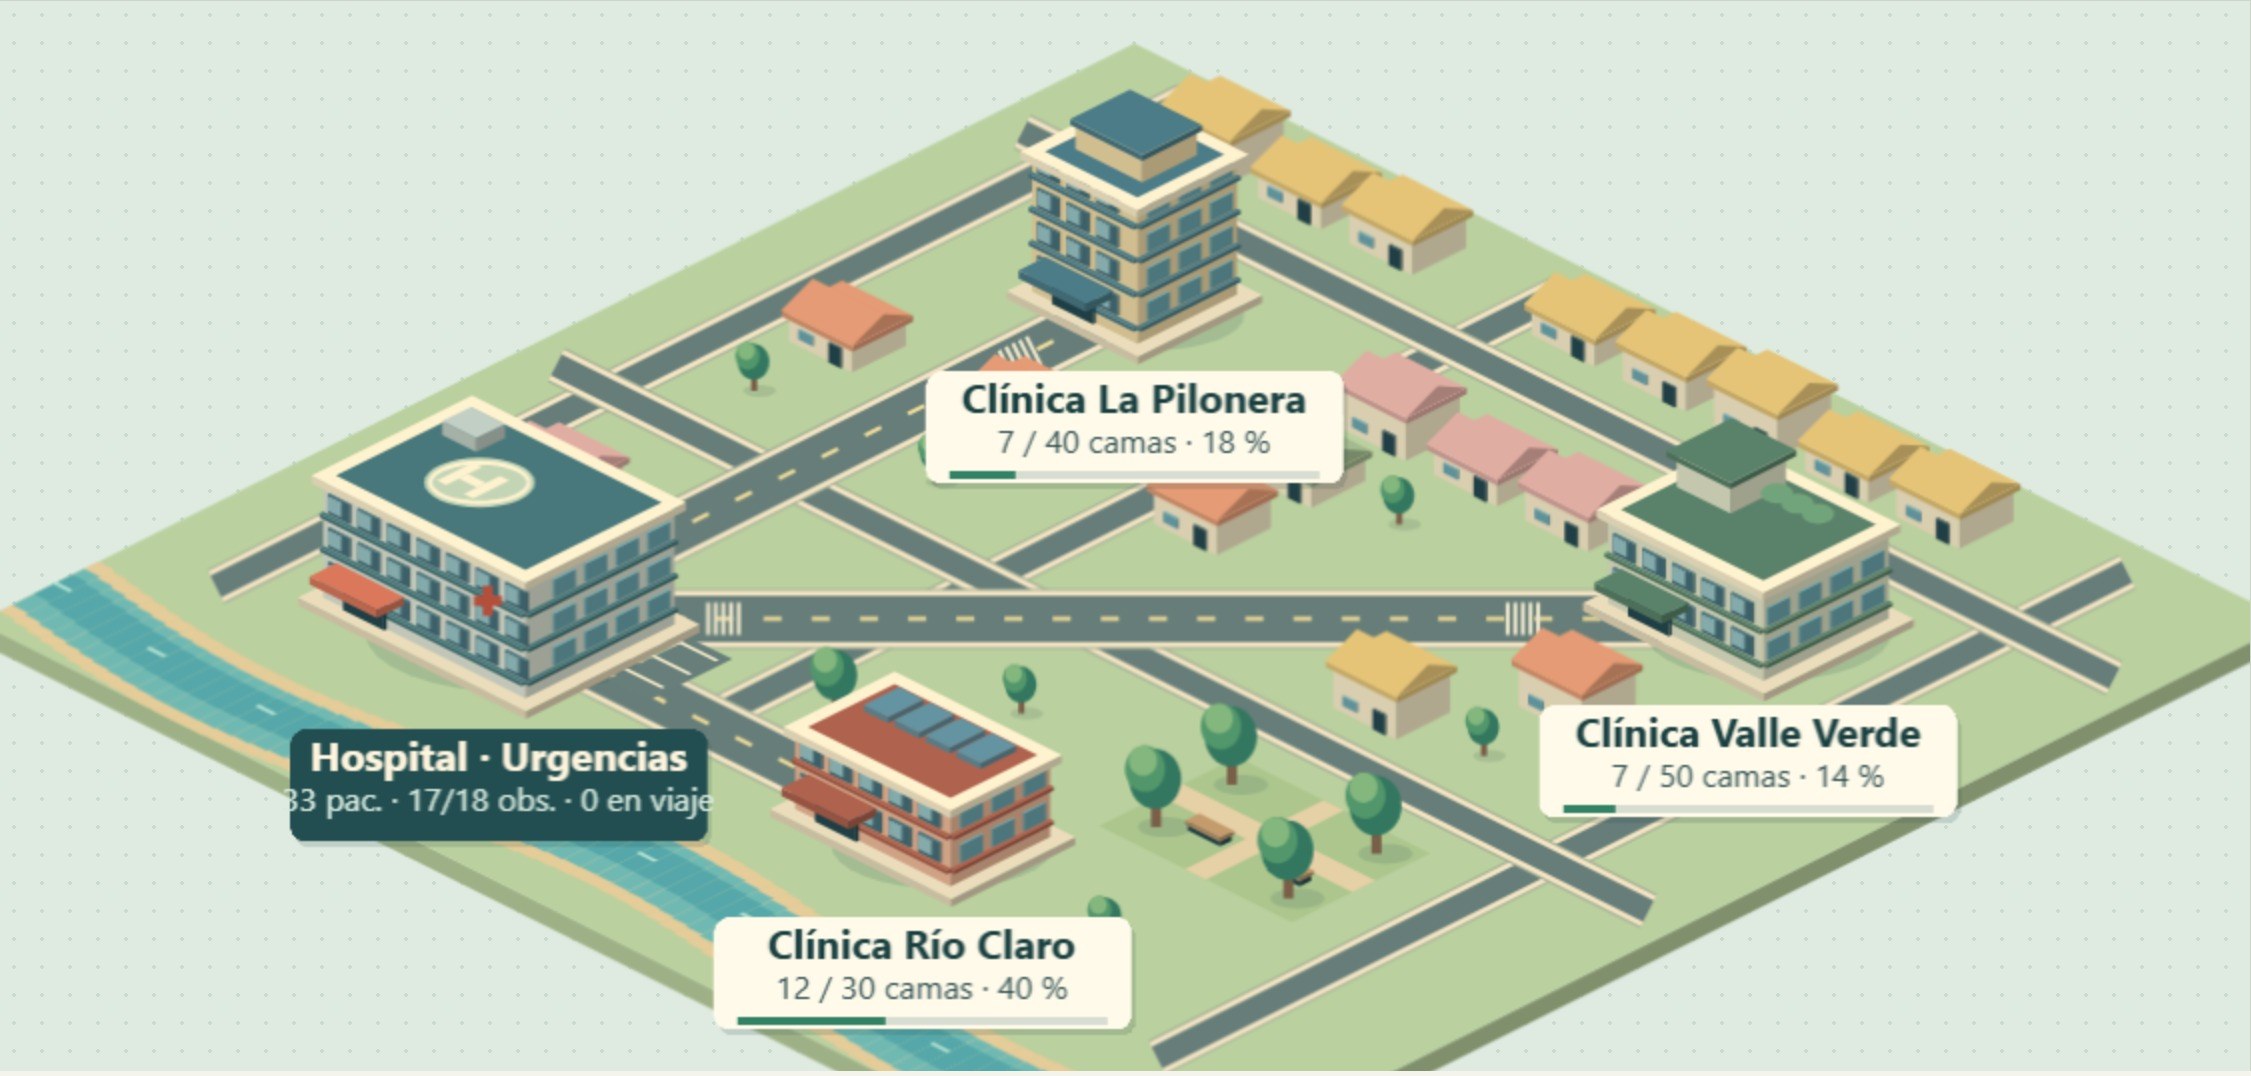 Clínica La Pilonera
7 / 40 camas · 18 %
Clínica Valle Verde
7 / 50 camas · 14 %
Hospital · Urgencias
33 pac. · 17/18 obs. · 0 en viaje
Clínica Río Claro
12 / 30 camas · 40 %
H